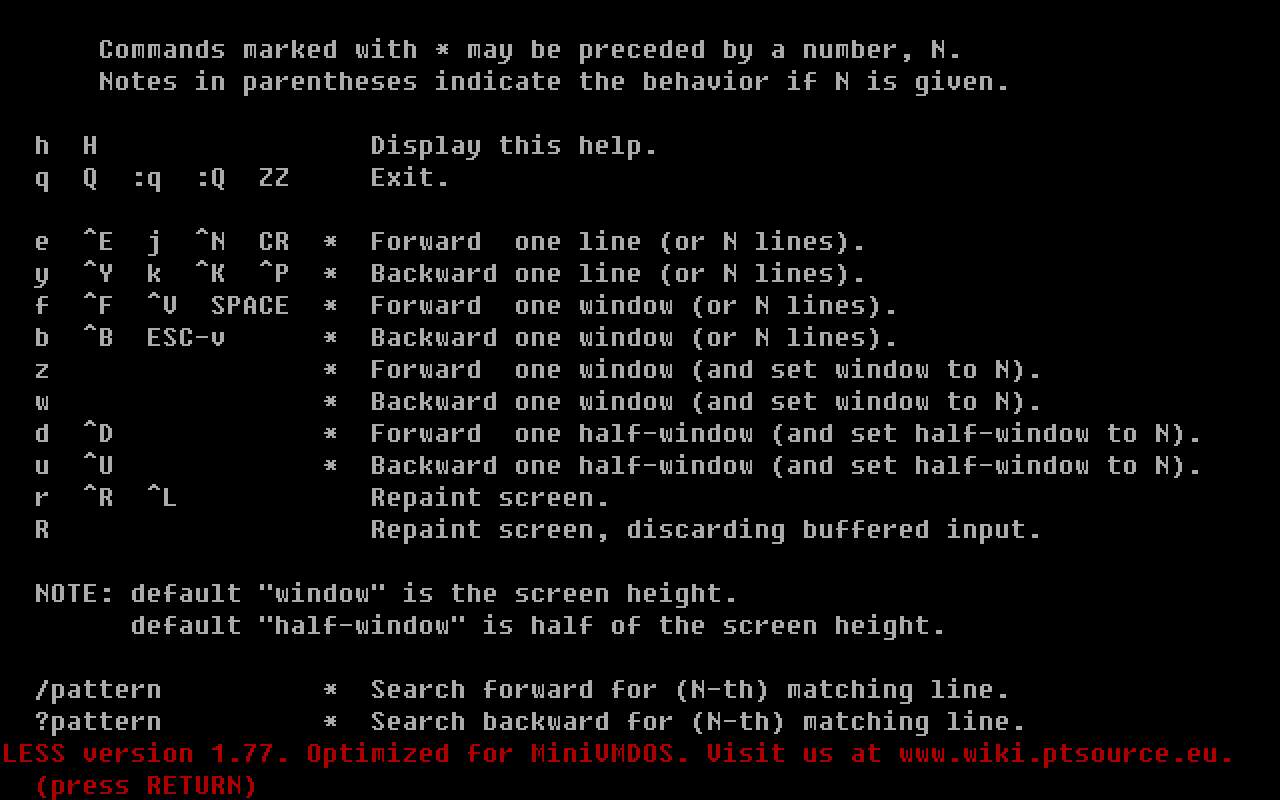 Commands marked with * may be preceded by a number, N.
Notes in parentheses indicate the behavior if N is given.
h  H                 Display this help.
q  Q  :q  :Q  ZZ     Exit.
e  ^E  j  ^N  CR  *  Forward  one line (or N lines).
y  ^Y  k  ^K  ^P  *  Backward one line (or N lines).
f  ^F  ^V  SPACE  *  Forward  one window (or N lines).
b  ^B  ESC-v      *  Backward one window (or N lines).
z                 *  Forward  one window (and set window to N).
w                 *  Backward one window (and set window to N).
d  ^D             *  Forward  one half-window (and set half-window to N).
u  ^U             *  Backward one half-window (and set half-window to N).
r  ^R  ^L            Repaint screen.
R                    Repaint screen, discarding buffered input.
NOTE: default "window" is the screen height.
default "half-window" is half of the screen height.
/pattern          *  Search forward for (N-th) matching line.
?pattern          *  Search backward for (N-th) matching line.
LESS version 1.77. Optimized for MiniVMDOS. Visit us at www.wiki.ptsource.eu.
(press RETURN)